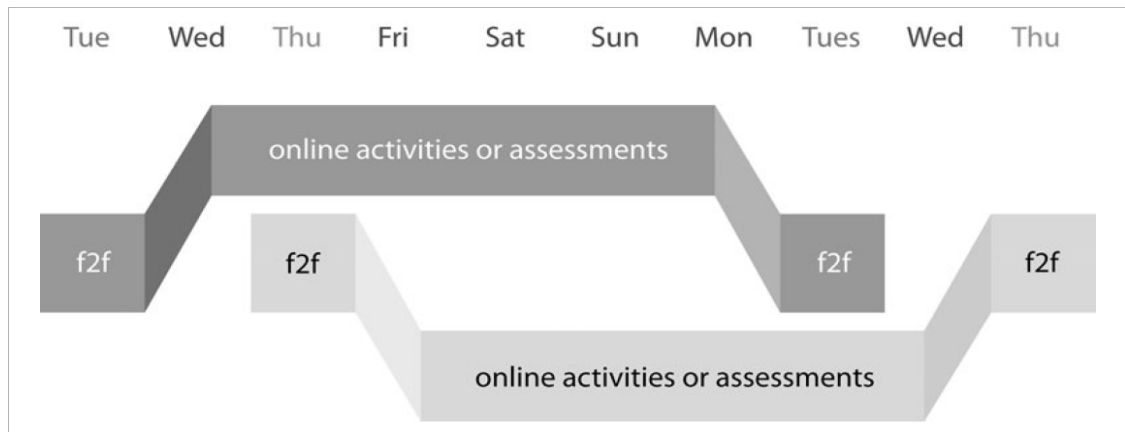 Tue Wed Thu Fri Sat Sun Mon Tues Wed Thu
online activities or assessments
f2f f2f f2f f2f
online activities or assessments